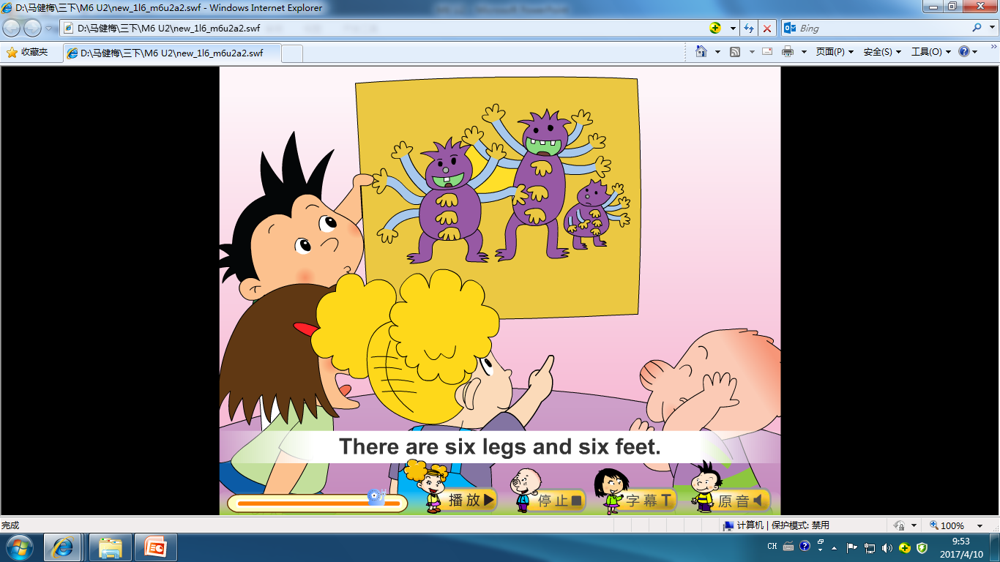 D:\马健梅\三下\M6 U2\new_1l6_m6u2a2.swf - Windows Internet Explorer
D:\马健梅\三下\M6 U2\new_1l6_m6u2a2.swf
Bing
收藏夹
D:\马健梅\三下\M6 U2\new_1l6_m6u2a2.swf
页面(P)
安全(S)
工具(O)
There are six legs and six feet.
播放
停止
字幕T
原音
完成
计算机 | 保护模式: 禁用
100%
CH
9:53
2017/4/10